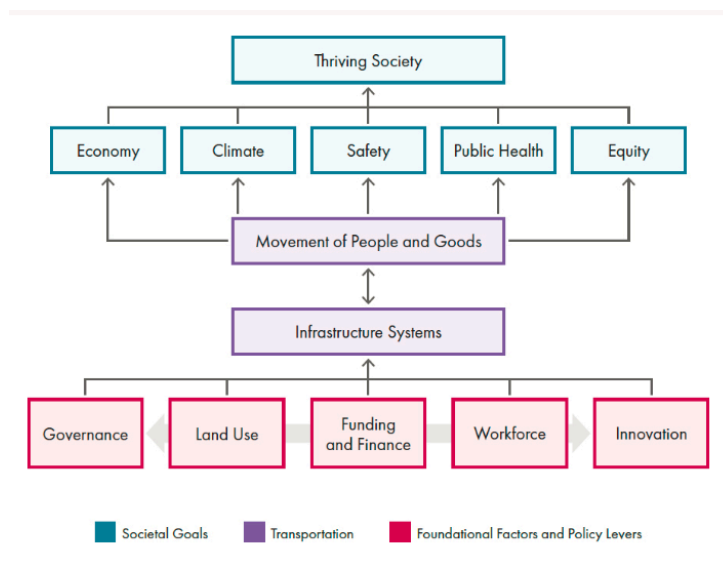 Thriving Society
Economy
Climate
Safety
Public Health
Equity
Movement of People and Goods
Infrastructure Systems
Governance
Land Use
Funding
and Finance
Workforce
Innovation
Societal Goals
Transportation
Foundational Factors and Policy Levers